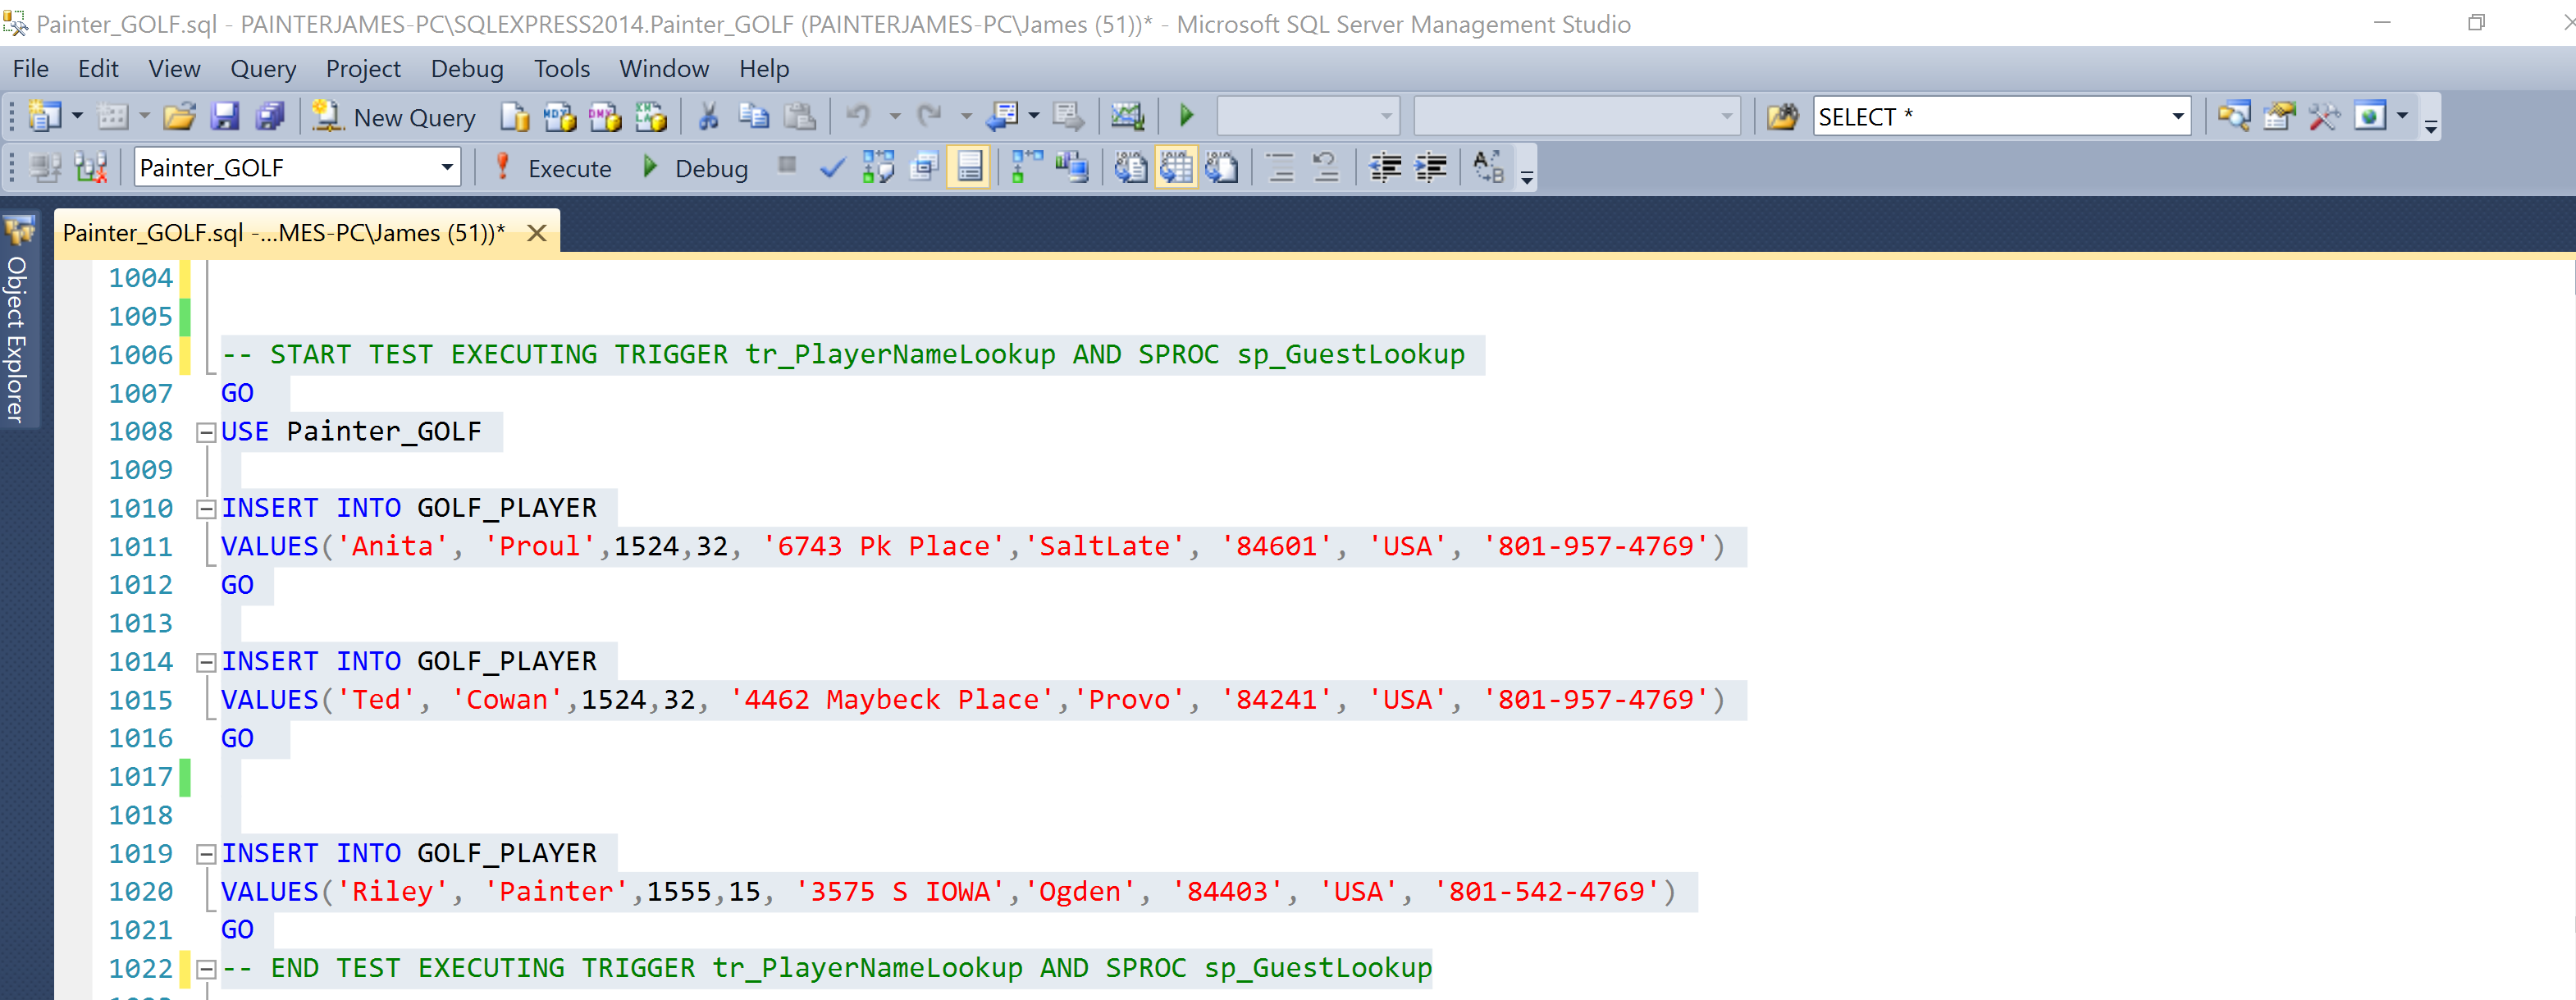 Painter_GOLF.sql - PAINTERJAMES-PC\SQLEXPRESS2014.Painter_GOLF (PAINTERJAMES-PC\James (51))* - Microsoft SQL Server Management Studio
File Edit View Query Project Debug Tools Window Help
New Query SELECT *
Painter_GOLF Execute Debug
Painter_GOLF.sql -...MES-PC\James (51))*
Object Explorer
1004
1005
1006 -- START TEST EXECUTING TRIGGER tr_PlayerNameLookup AND SPROC sp_GuestLookup
1007 GO
1008 USE Painter_GOLF
1009
1010 INSERT INTO GOLF_PLAYER
1011 VALUES('Anita', 'Proul',1524,32, '6743 Pk Place','SaltLate', '84601', 'USA', '801-957-4769')
1012 GO
1013
1014 INSERT INTO GOLF_PLAYER
1015 VALUES('Ted', 'Cowan',1524,32, '4462 Maybeck Place','Provo', '84241', 'USA', '801-957-4769')
1016 GO
1017
1018
1019 INSERT INTO GOLF_PLAYER
1020 VALUES('Riley', 'Painter',1555,15, '3575 S IOWA','Ogden', '84403', 'USA', '801-542-4769')
1021 GO
1022 -- END TEST EXECUTING TRIGGER tr_PlayerNameLookup AND SPROC sp_GuestLookup